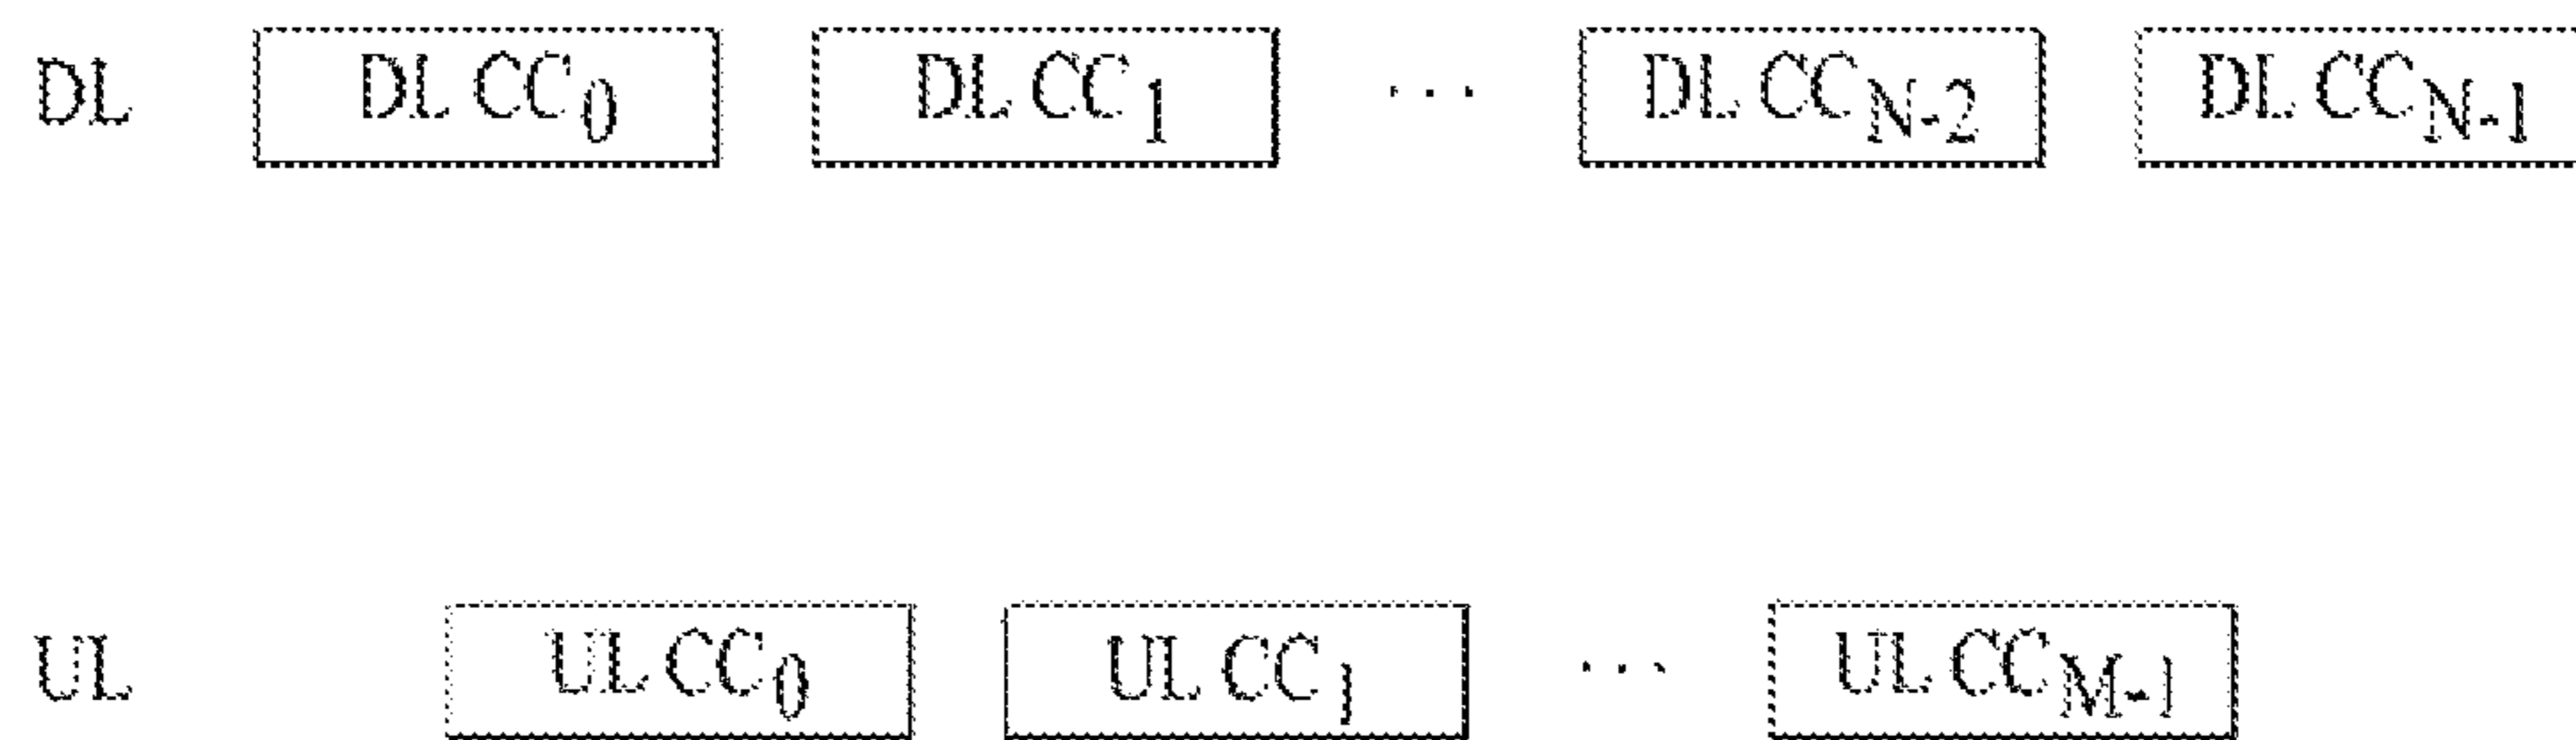 DL DL CC0 DL CC1 ... DL CCN-2 DL CCN-1
UL UL CC0 UL CC1 ... UL CCM-1